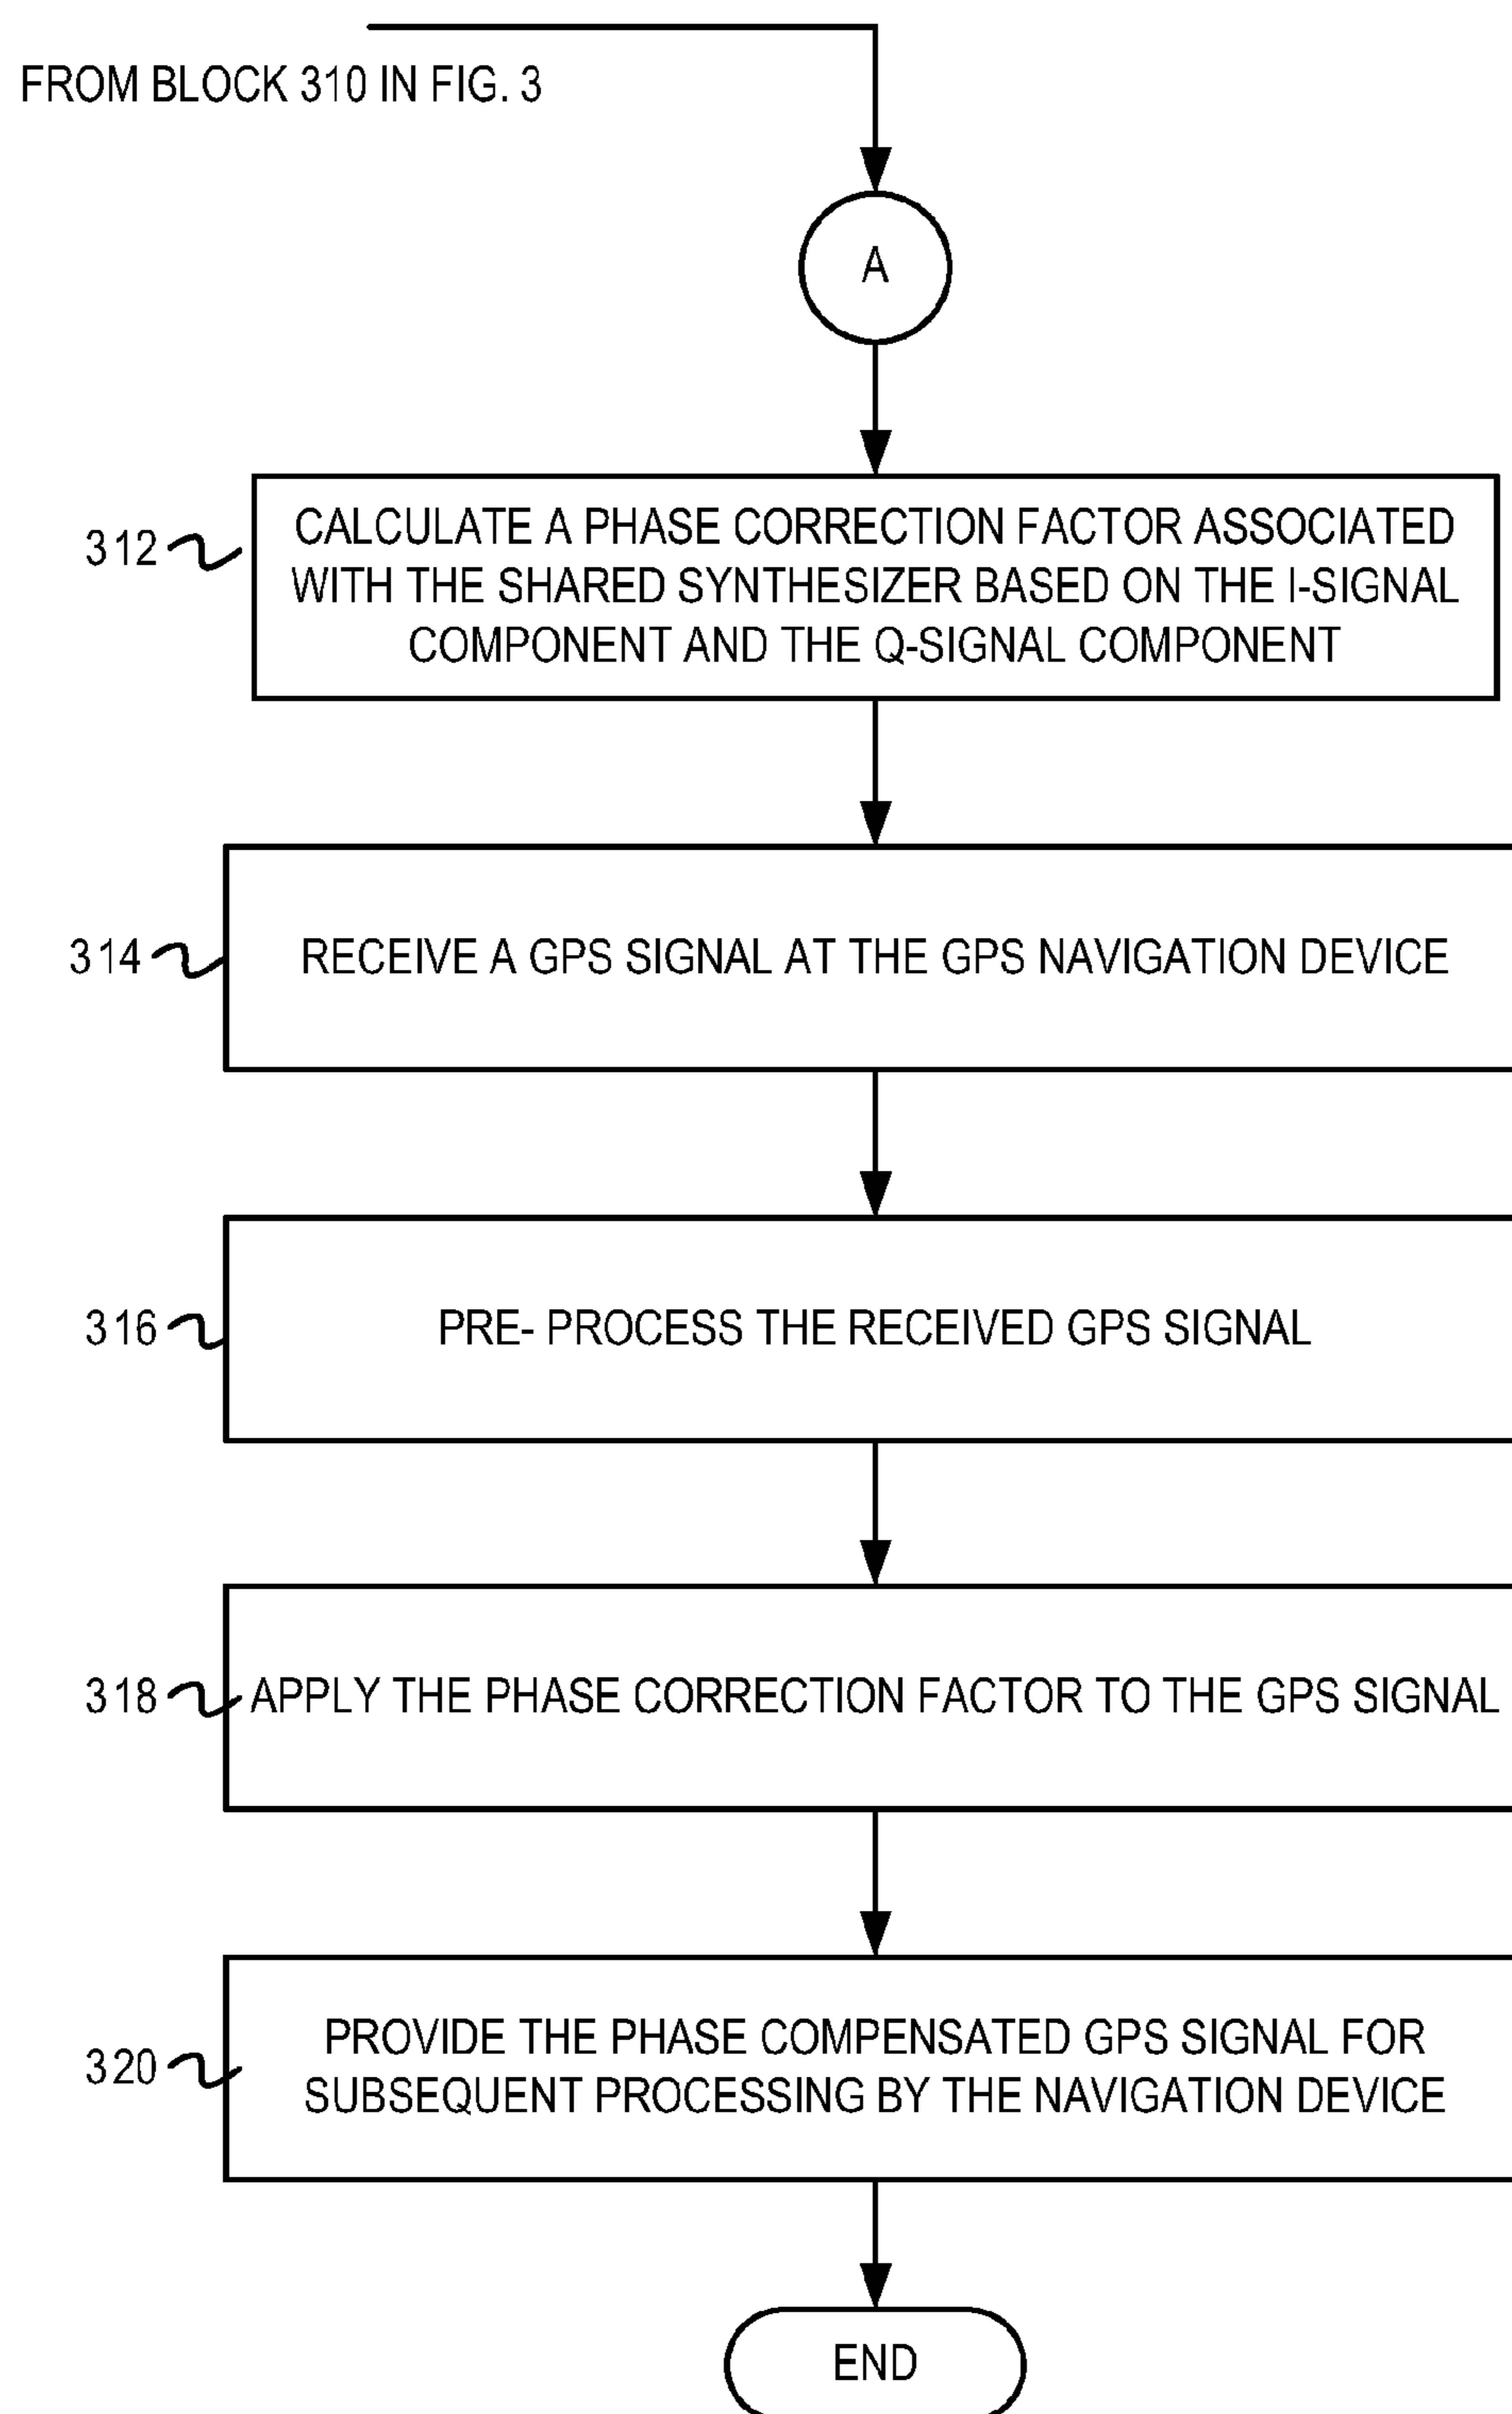 FROM BLOCK 310 IN FIG. 3
A
312
CALCULATE A PHASE CORRECTION FACTOR ASSOCIATED
WITH THE SHARED SYNTHESIZER BASED ON THE I-SIGNAL
COMPONENT AND THE Q-SIGNAL COMPONENT
314
RECEIVE A GPS SIGNAL AT THE GPS NAVIGATION DEVICE
316
PRE- PROCESS THE RECEIVED GPS SIGNAL
318
APPLY THE PHASE CORRECTION FACTOR TO THE GPS SIGNAL
320
PROVIDE THE PHASE COMPENSATED GPS SIGNAL FOR
SUBSEQUENT PROCESSING BY THE NAVIGATION DEVICE
END